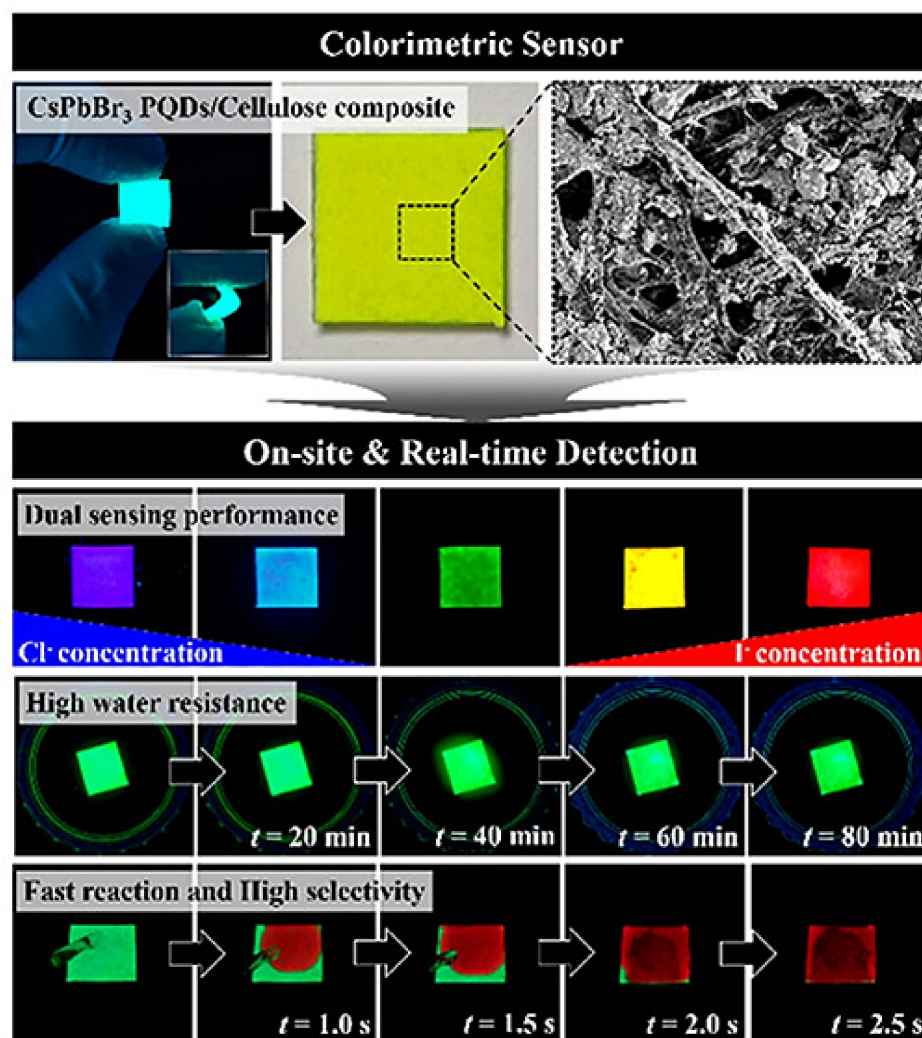 Colorimetric Sensor
CsPbBr₃ PQDs/Cellulose composite
On-site & Real-time Detection
Dual sensing performance
Cl⁻ concentration
I⁻ concentration
High water resistance
t = 20 min
t = 40 min
t = 60 min
t = 80 min
Fast reaction and High selectivity
t = 1.0 s
t = 1.5 s
t = 2.0 s
t = 2.5 s